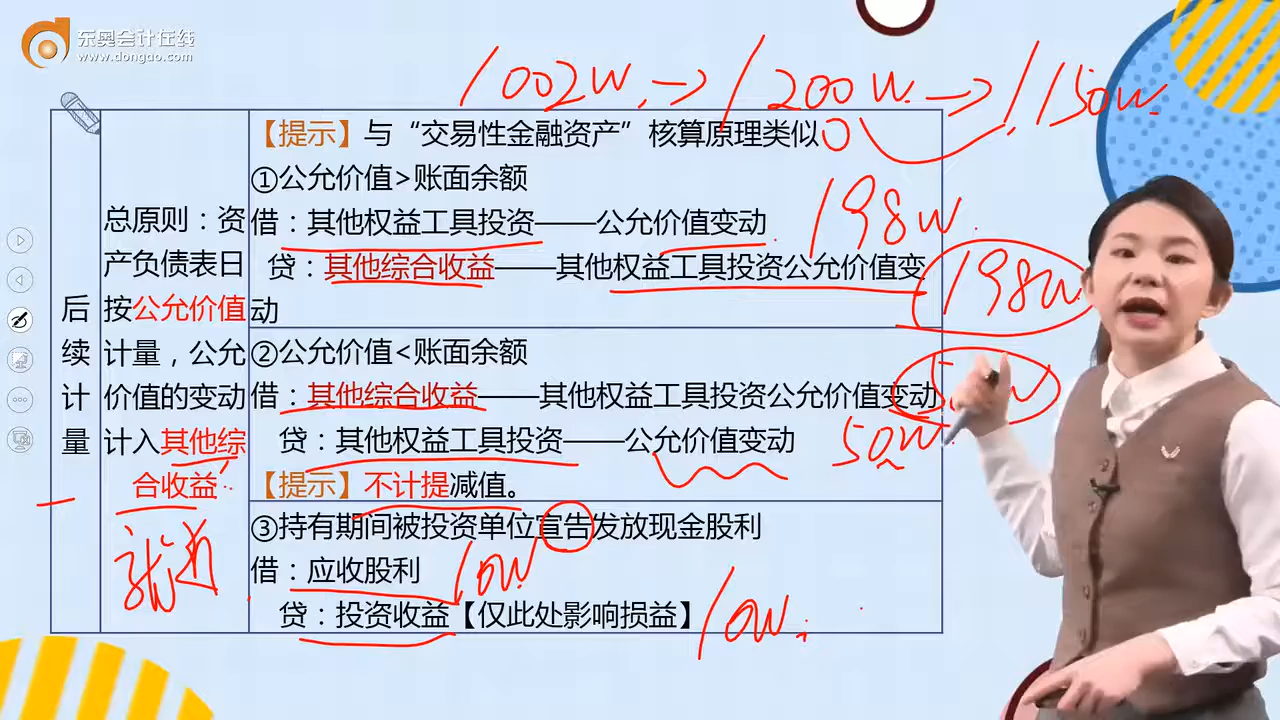 东奥会计在线
www.dongao.com
1002W.→1200W.→1150W.
后续计量
总原则：资
产负债表日
按公允价值
计量，公允
价值的变动
计入其他综
合收益
【提示】与“交易性金融资产”核算原理类似
①公允价值>账面余额
借：其他权益工具投资——公允价值变动
198W.
贷：其他综合收益——其他权益工具投资公允价值变
动
198W
②公允价值<账面余额
借：其他综合收益——其他权益工具投资公允价值变动
贷：其他权益工具投资——公允价值变动
50W.
【提示】不计提减值。
③持有期间被投资单位宣告发放现金股利
借：应收股利
10W
贷：投资收益【仅此处影响损益】
10W.